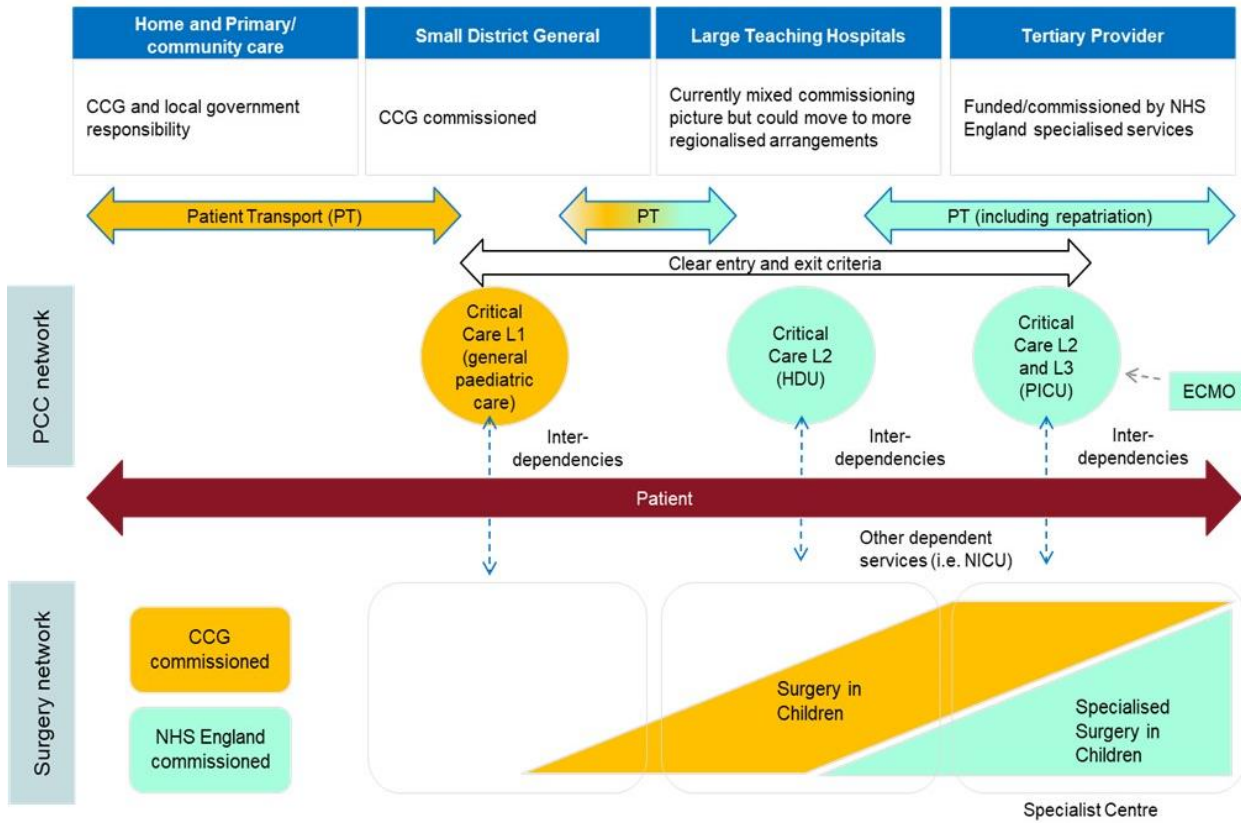 Home and Primary/
community care
Small District General
Large Teaching Hospitals
Tertiary Provider
CCG and local government
responsibility
CCG commissioned
Currently mixed commissioning
picture but could move to more
regionalised arrangements
Funded/commissioned by NHS
England specialised services
Patient Transport (PT)
PT
PT (including repatriation)
Clear entry and exit criteria
PCC network
Critical
Care L1
(general
paediatric
care)
Critical
Care L2
(HDU)
Critical
Care L2
and L3
(PICU)
ECMO
Inter-
dependencies
Inter-
dependencies
Inter-
dependencies
Patient
Other dependent
services (i.e. NICU)
Surgery network
CCG
commissioned
NHS England
commissioned
Surgery in
Children
Specialised
Surgery in
Children
Specialist Centre